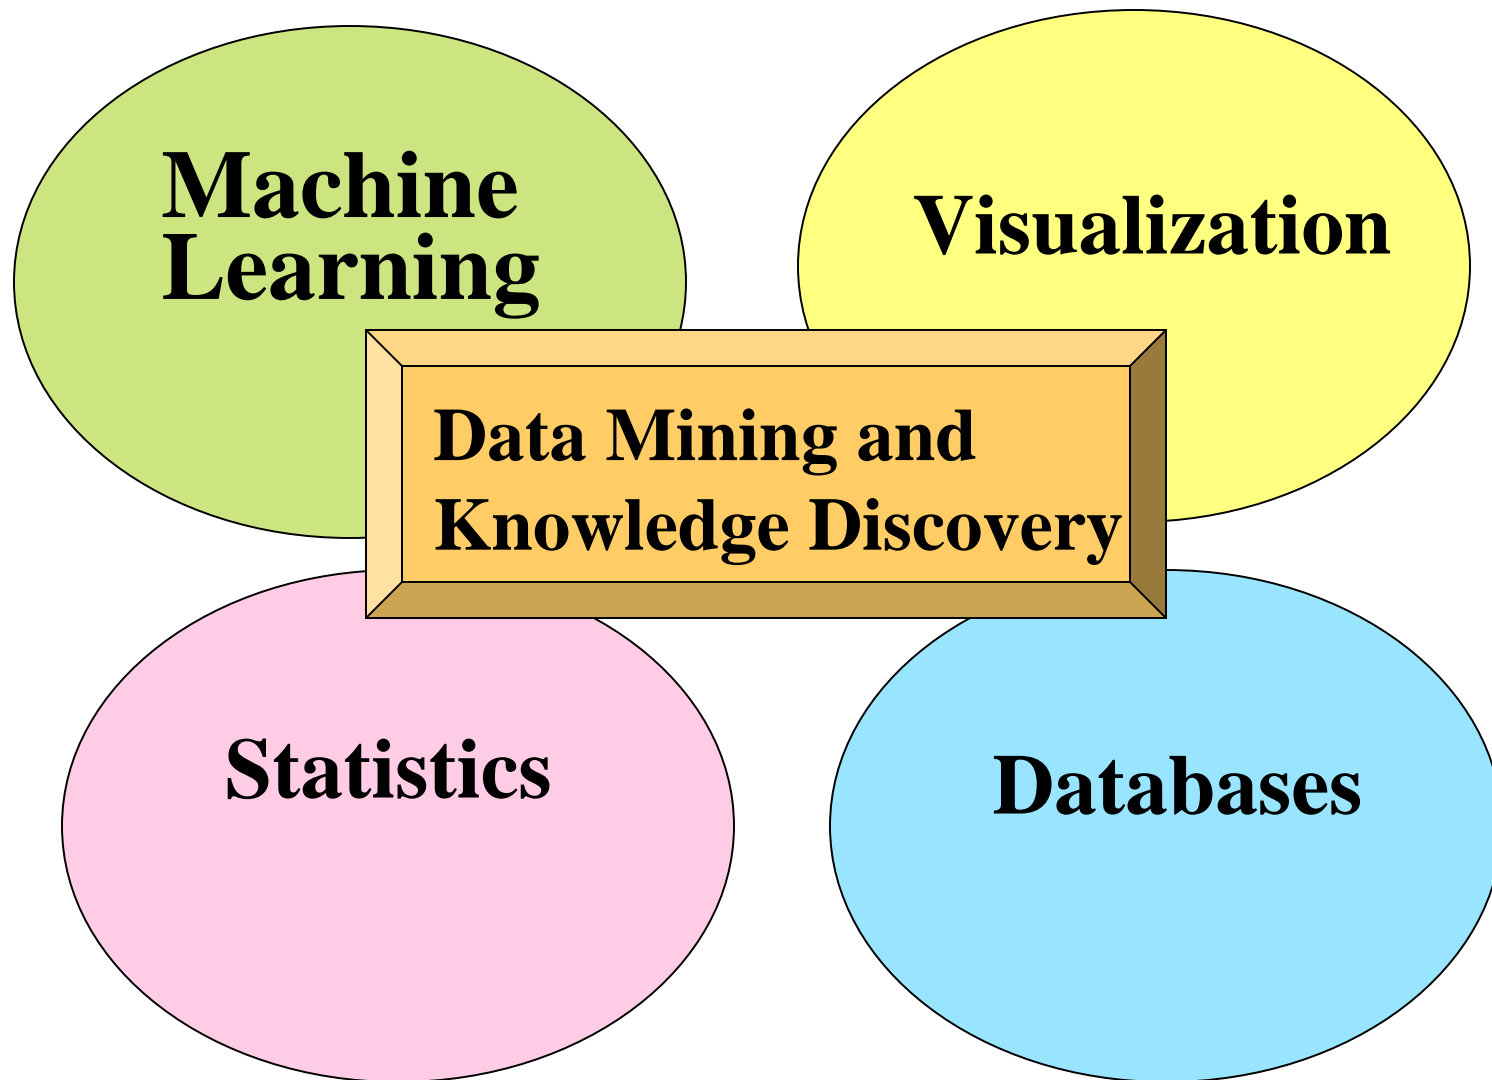 Machine
Learning
Visualization
Data Mining and
Knowledge Discovery
Statistics
Databases